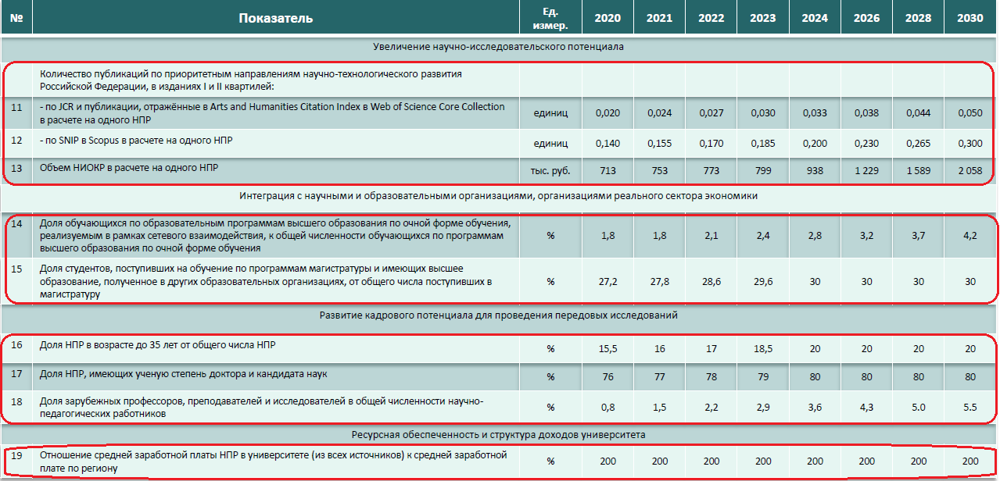 № Показатель Ед. измер. 2020 2021 2022 2023 2024 2026 2028 2030
Увеличение научно-исследовательского потенциала
Количество публикаций по приоритетным направлениям научно-технологического развития
Российской Федерации, в изданиях I и II квартилей:
11 - по JCR и публикации, отражённые в Arts and Humanities Citation Index в Web of Science Core Collection
в расчете на одного НПР единиц 0,020 0,024 0,027 0,030 0,033 0,038 0,044 0,050
12 - по SNIP в Scopus в расчете на одного НПР единиц 0,140 0,155 0,170 0,185 0,200 0,230 0,265 0,300
13 Объем НИОКР в расчете на одного НПР тыс. руб. 713 753 773 799 938 1 229 1 589 2 058
Интеграция с научными и образовательными организациями, организациями реального сектора экономики
14 Доля обучающихся по образовательным программам высшего образования по очной форме обучения,
реализуемым в рамках сетевого взаимодействия, к общей численности обучающихся по программам % 1,8 1,8 2,1 2,4 2,8 3,2 3,7 4,2
высшего образования по очной форме обучения
15 Доля студентов, поступивших на обучение по программам магистратуры и имеющих высшее
образование, полученное в других образовательных организациях, от общего числа поступивших в % 27,2 27,8 28,6 29,6 30 30 30 30
магистратуру
Развитие кадрового потенциала для проведения передовых исследований
16 Доля НПР в возрасте до 35 лет от общего числа НПР % 15,5 16 17 18,5 20 20 20 20
17 Доля НПР, имеющих ученую степень доктора и кандидата наук % 76 77 78 79 80 80 80 80
18 Доля зарубежных профессоров, преподавателей и исследователей в общей численности научно-
педагогических работников % 0,8 1,5 2,2 2,9 3,6 4,3 5.0 5.5
Ресурсная обеспеченность и структура доходов университета
19 Отношение средней заработной платы НПР в университете (из всех источников) к средней заработной
плате по региону % 200 200 200 200 200 200 200 200